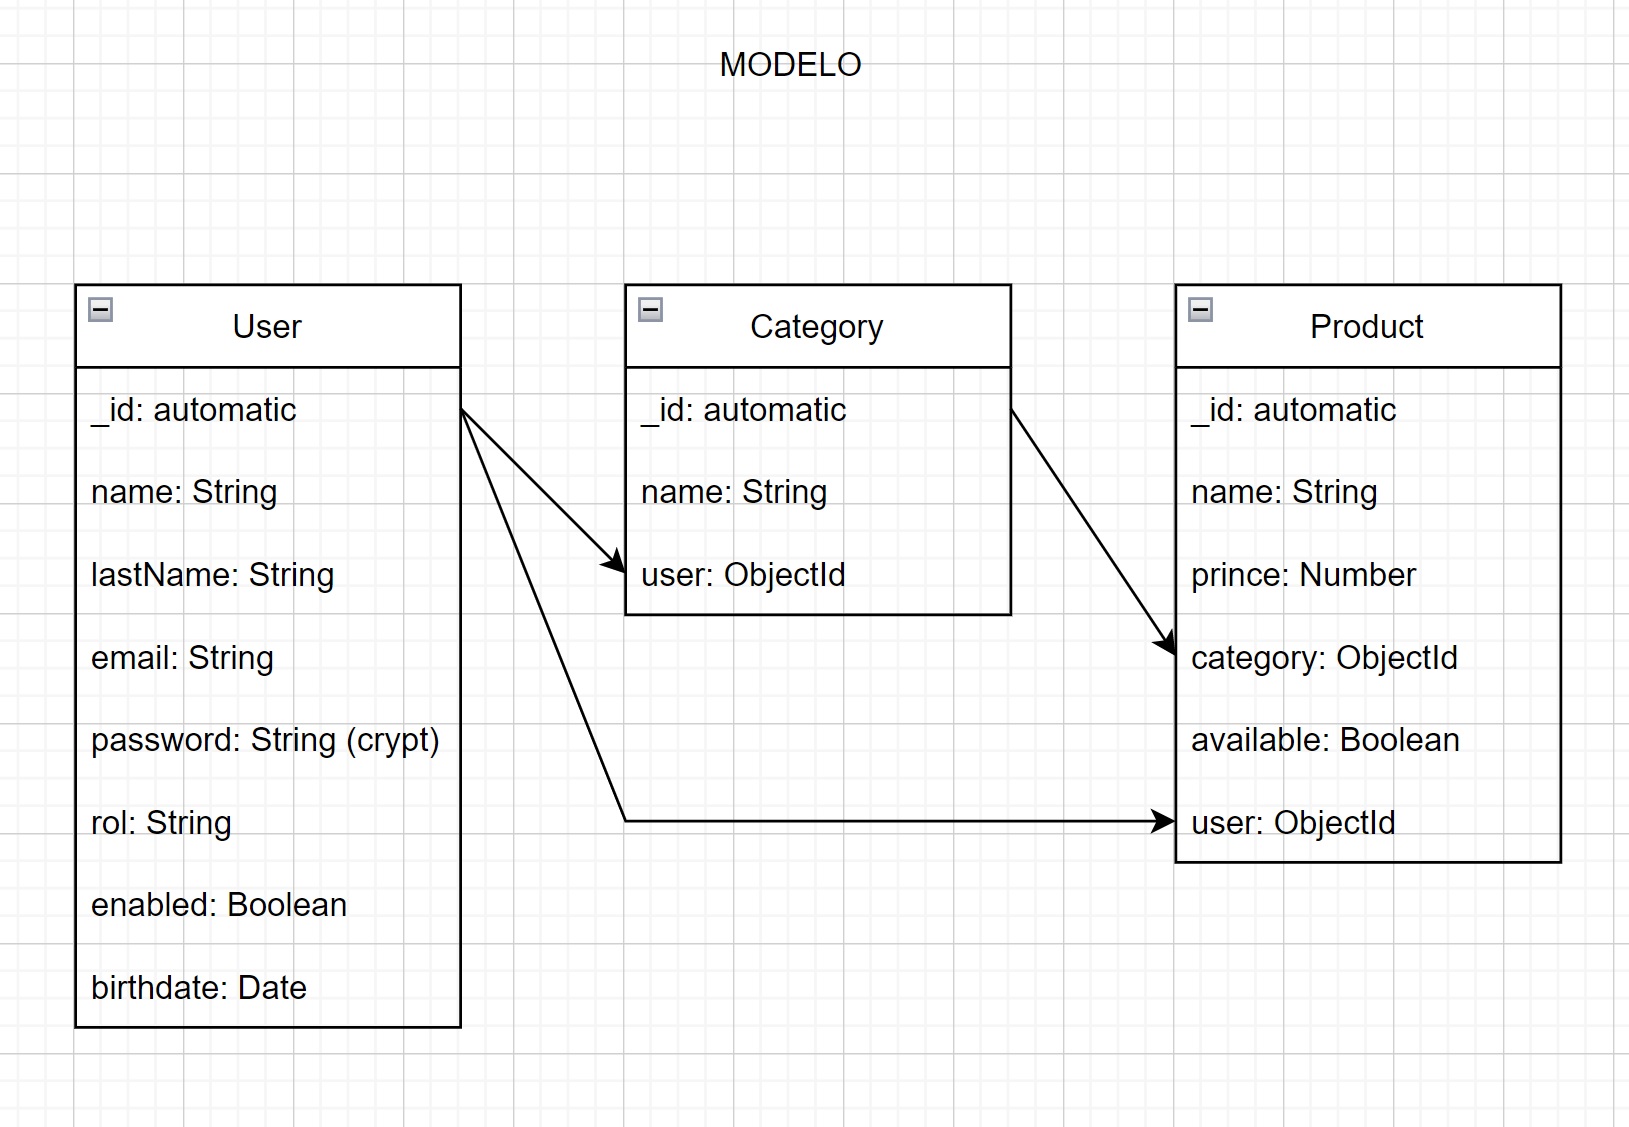 MODELO
User
_id: automatic
name: String
lastName: String
email: String
password: String (crypt)
rol: String
enabled: Boolean
birthdate: Date
Category
_id: automatic
name: String
user: ObjectId
Product
_id: automatic
name: String
prince: Number
category: ObjectId
available: Boolean
user: ObjectId